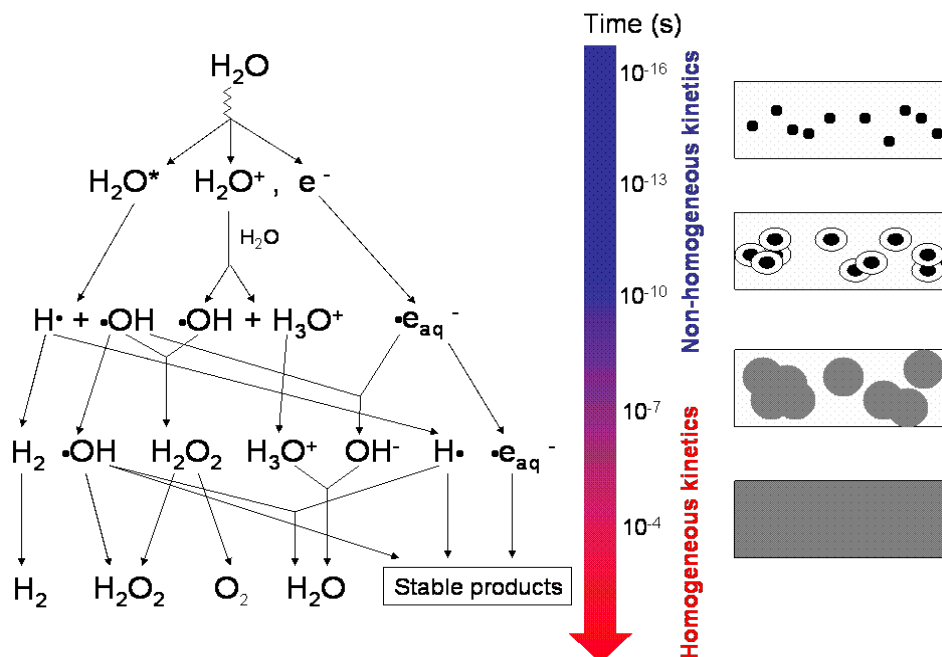 Time (s)
H₂O
10⁻¹⁶
H₂O* H₂O⁺ , e⁻
10⁻¹³
H₂O
10⁻¹⁰
H• + •OH •OH + H₃O⁺ •eaq⁻
10⁻⁷
H₂ •OH H₂O₂ H₃O⁺ OH⁻ H• •eaq⁻
10⁻⁴
H₂ H₂O₂ O₂ H₂O Stable products
Non-homogeneous kinetics
Homogeneous kinetics